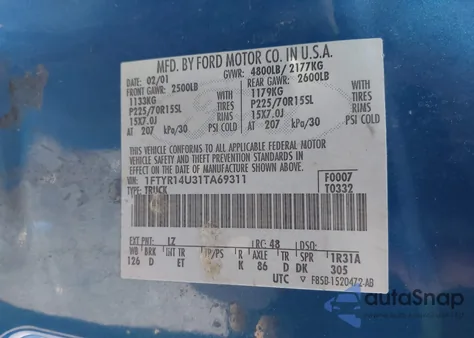 MFD. BY FORD MOTOR CO. IN U.S.A.
DATE: 02/01 GVWR: 4800LB/2177KG
FRONT GAWR: 2500LB REAR GAWR: 2600LB
1133KG WITH 1179KG WITH
P225/70R15SL TIRES P225/70R15SL TIRES
15X7.0J RIMS 15X7.0J RIMS
AT 207 kPa/30 PSI COLD AT 207 kPa/30 PSI COLD
THIS VEHICLE CONFORMS TO ALL APPLICABLE FEDERAL MOTOR
VEHICLE SAFETY AND THEFT PREVENTION STANDARDS IN
EFFECT ON THE DATE OF MANUFACTURE SHOWN ABOVE.
VIN: 1FTYR14U31TA69311 F0007
TYPE: TRUCK T0332
EXT PNT: LZ RC: 48 DSO:
WB BRK INT TR TP/PS R AXLE TR SPR 1R31A
126 D ET K 86 D DK 305
UTC F85B-1520472-AB
autoSnap